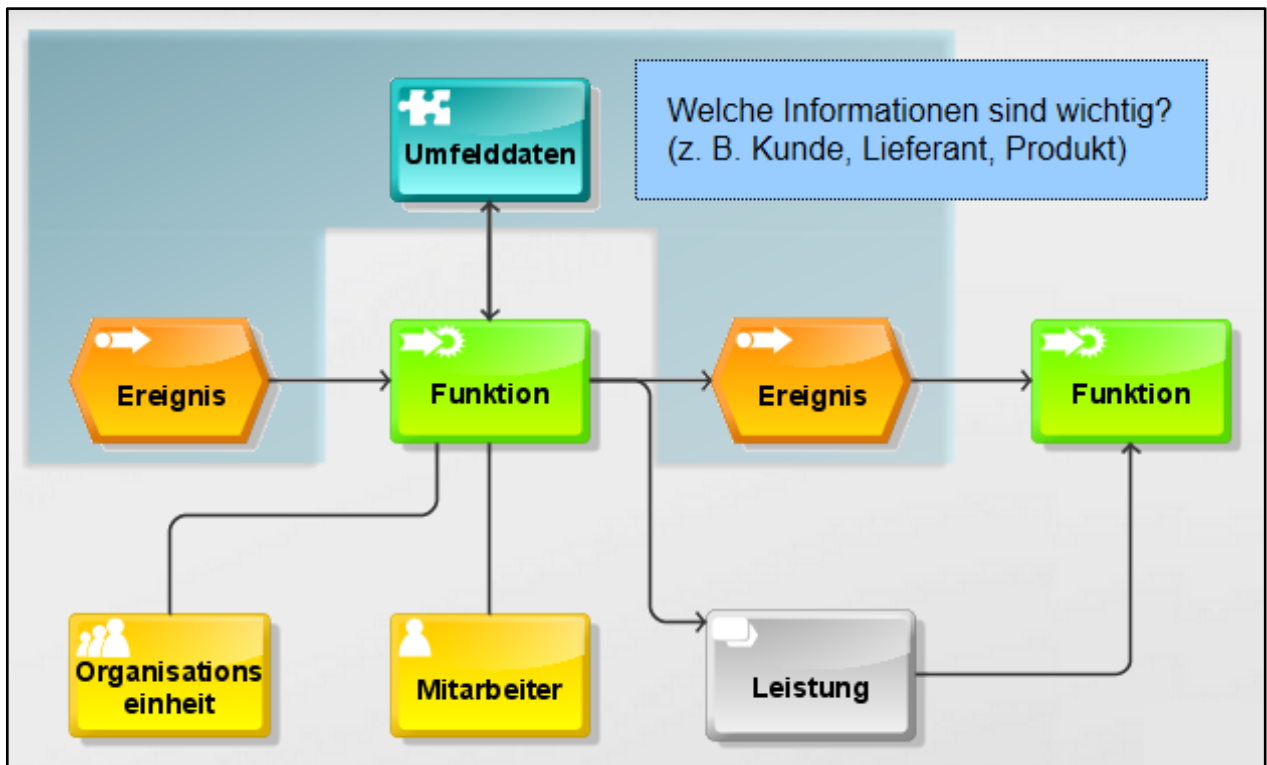 Welche Informationen sind wichtig?
(z. B. Kunde, Lieferant, Produkt)
Umfelddaten
Ereignis
Funktion
Ereignis
Funktion
Organisations
einheit
Mitarbeiter
Leistung